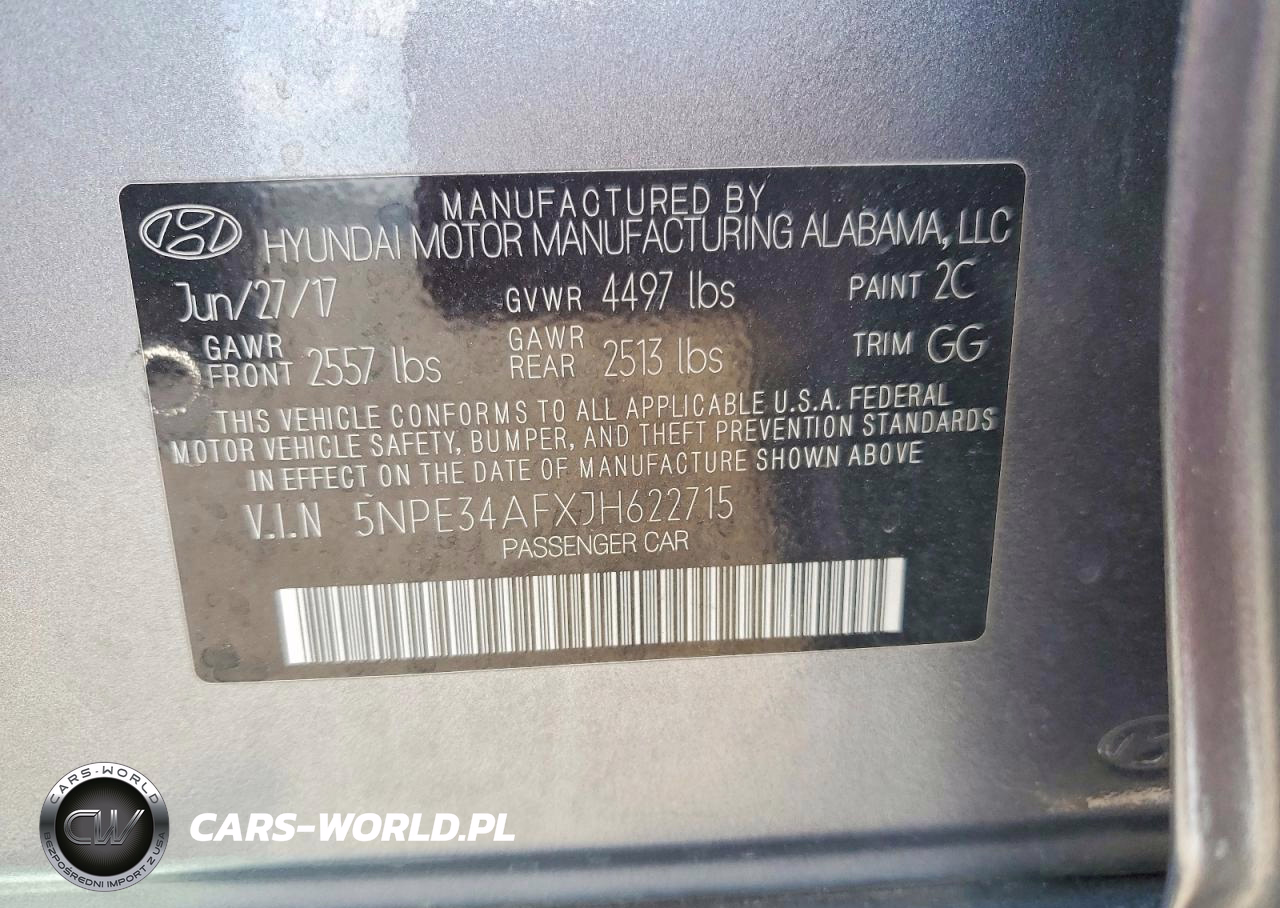 MANUFACTURED BY
HYUNDAI MOTOR MANUFACTURING ALABAMA, LLC
Jun/27/17 GVWR 4497 lbs PAINT 2C
GAWR FRONT 2557 lbs GAWR REAR 2513 lbs TRIM GG
THIS VEHICLE CONFORMS TO ALL APPLICABLE U.S.A. FEDERAL
MOTOR VEHICLE SAFETY, BUMPER, AND THEFT PREVENTION STANDARDS
IN EFFECT ON THE DATE OF MANUFACTURE SHOWN ABOVE
V.I.N 5NPE34AFXJH622715
PASSENGER CAR
CARS-WORLD
CW
BEZPOŚREDNI IMPORT Z USA
CARS-WORLD.PL